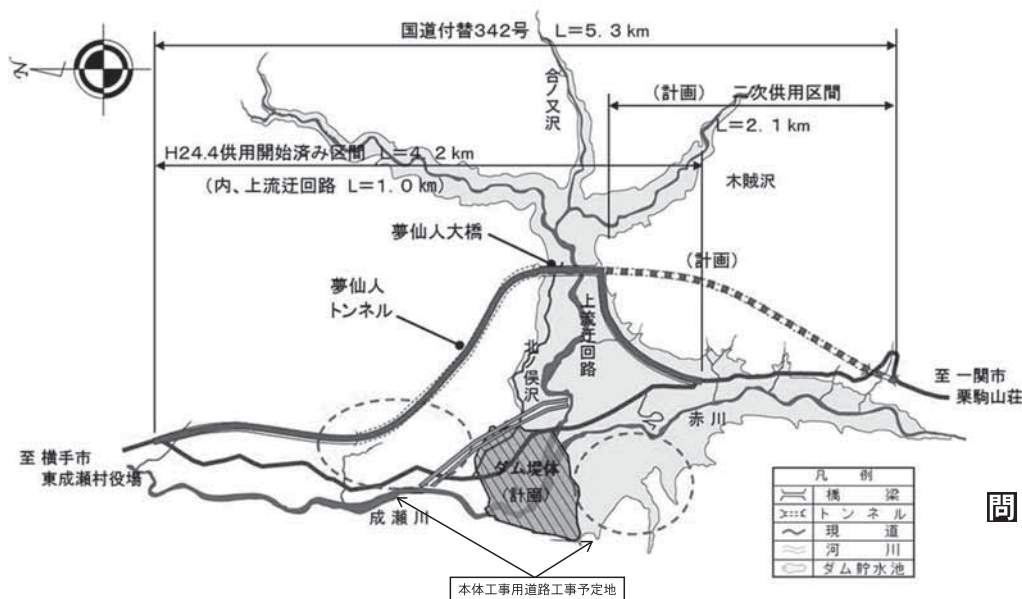 国道付替342号 L=5.3km
N
合ノ又沢
(計画) 二次供用区間
L=2.1km
H24.4供用開始済み区間 L=4.2km
(内、上流迂回路 L=1.0km)
木賊沢
夢仙人大橋
(計画)
夢仙人
トンネル
上流迂回路
北ノ俣沢
至 一関市
栗駒山荘
赤川
至 横手市
東成瀬村役場
ダム堤体
(計画)
成瀬川
凡例
橋梁
トンネル
現道
河川
ダム貯水池
問
本体工事用道路工事予定地